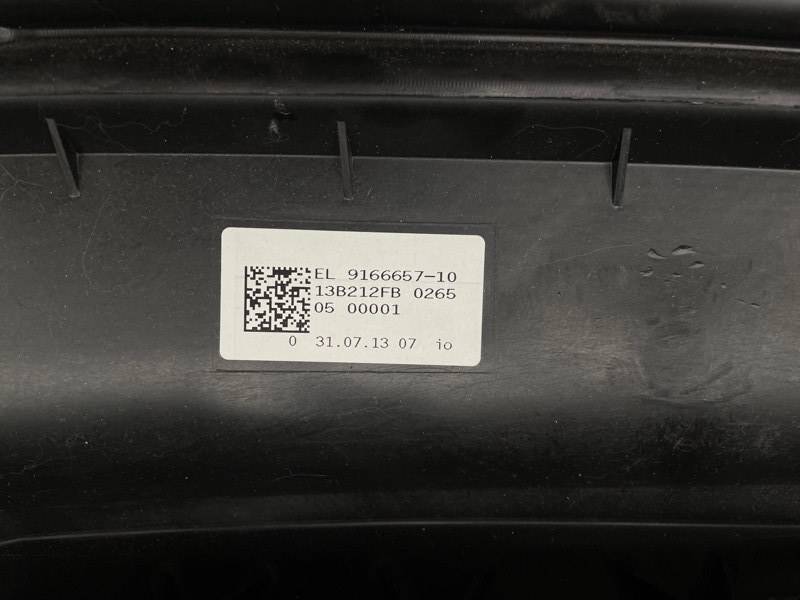 EL 9166657-10
13B212FB 0265
05 00001
0 31.07.13 07 io